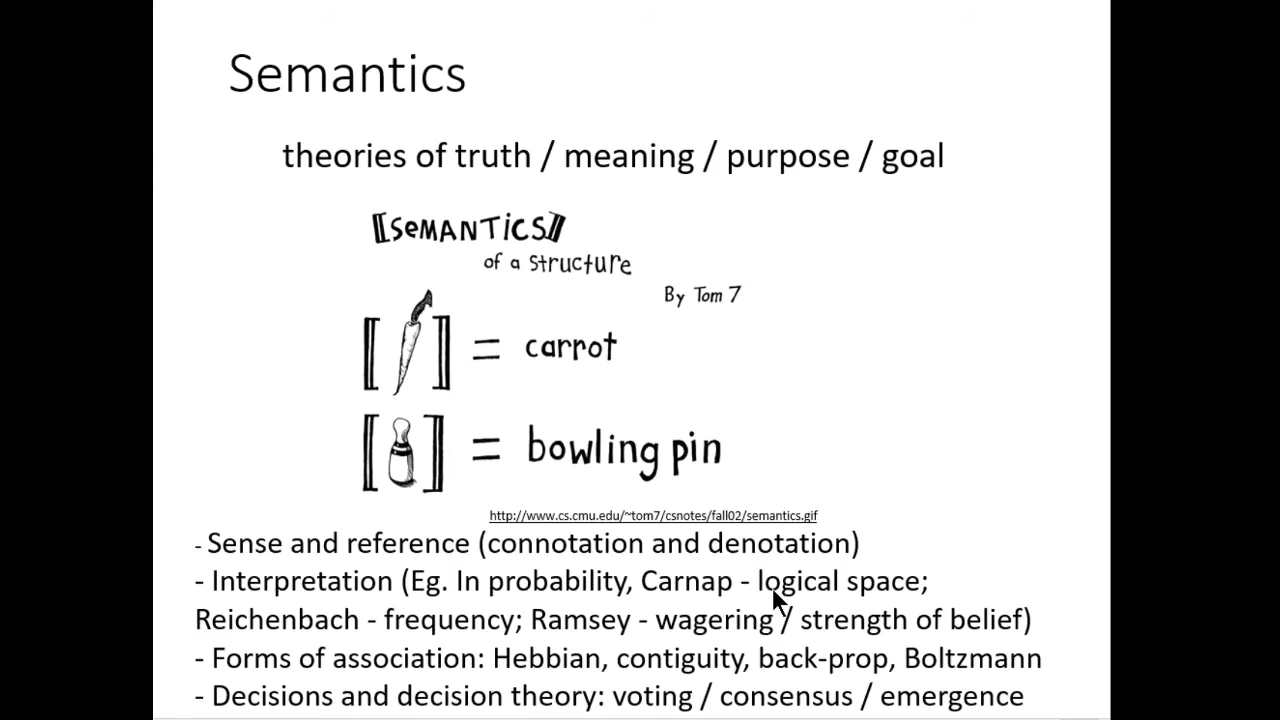 Semantics
theories of truth / meaning / purpose / goal
⟦SeMANTiCS⟧
of a structure
By Tom 7
⟦ ⟧ = carrot
⟦ ⟧ = bowling pin
http://www.cs.cmu.edu/~tom7/csnotes/fall02/semantics.gif
- Sense and reference (connotation and denotation)
- Interpretation (Eg. In probability, Carnap - logical space;
Reichenbach - frequency; Ramsey - wagering / strength of belief)
- Forms of association: Hebbian, contiguity, back-prop, Boltzmann
- Decisions and decision theory: voting / consensus / emergence